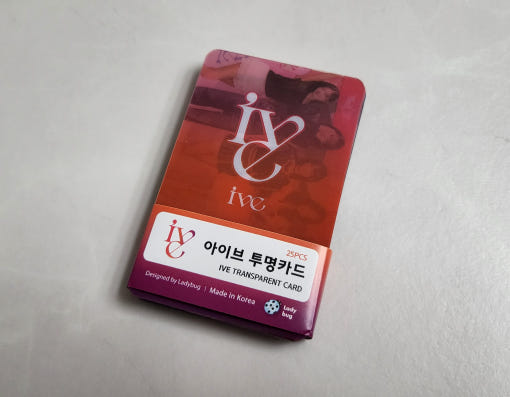 ive
ive
ive
25PCS
아이브 투명카드
IVE TRANSPARENT CARD
Designed by Ladybug | Made In Korea
Lady
bug